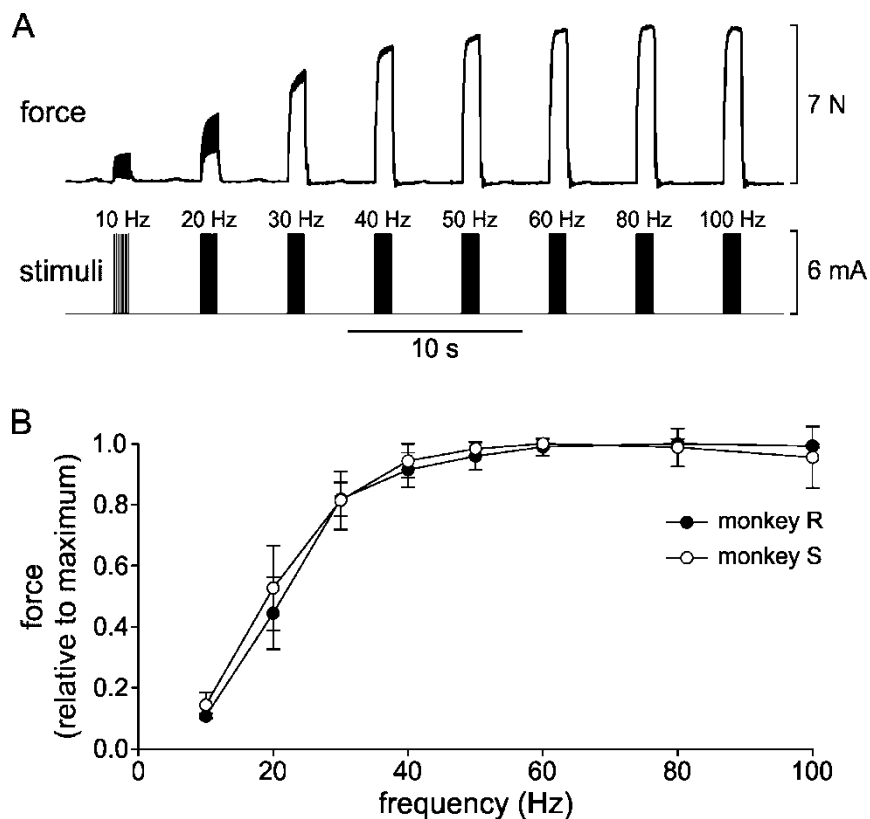 A
force
7 N
10 Hz 20 Hz 30 Hz 40 Hz 50 Hz 60 Hz 80 Hz 100 Hz
stimuli
6 mA
10 s
B
1.0
0.8
0.6
0.4
0.2
0.0
force
(relative to maximum)
monkey R
monkey S
0 20 40 60 80 100
frequency (Hz)